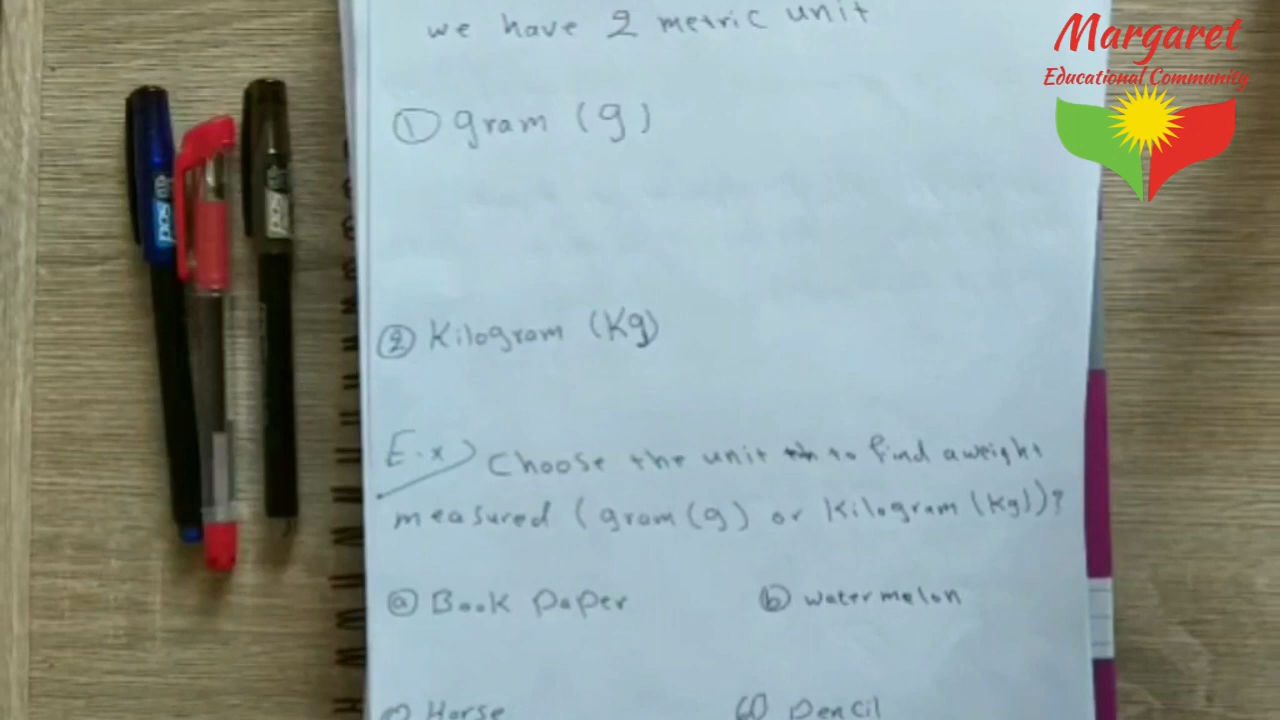 Margaret
Educational Community
we have 2 metric unit
① gram (g)
② Kilogram (Kg)
E.x) Choose the unit to find a weight
measured (gram(g) or Kilogram (Kg))?
ⓐ Book Paper ⓑ watermelon
Horse ⓓ Pencil